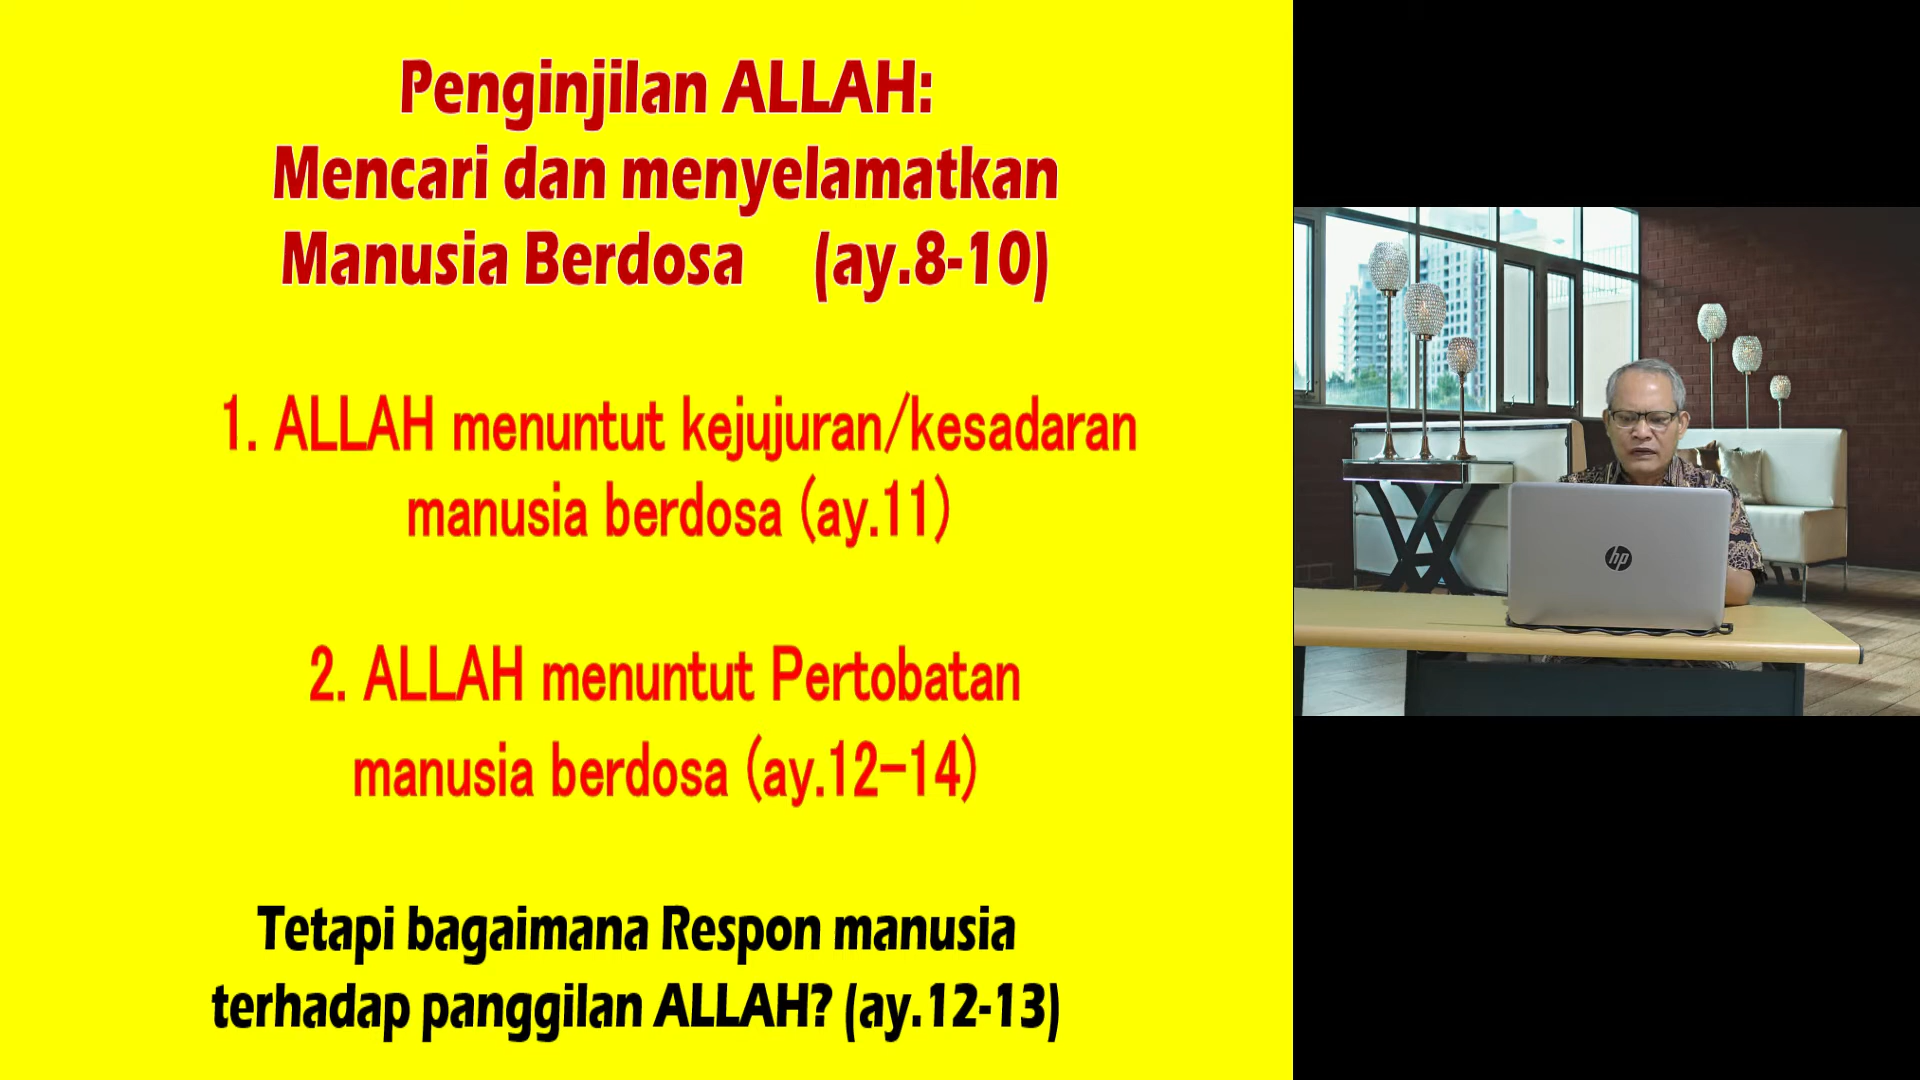 Penginjilan ALLAH:
Mencari dan menyelamatkan
Manusia Berdosa (ay.8-10)
1. ALLAH menuntut kejujuran/kesadaran
manusia berdosa (ay.11)
2. ALLAH menuntut Pertobatan
manusia berdosa (ay.12-14)
Tetapi bagaimana Respon manusia
terhadap panggilan ALLAH? (ay.12-13)
hp